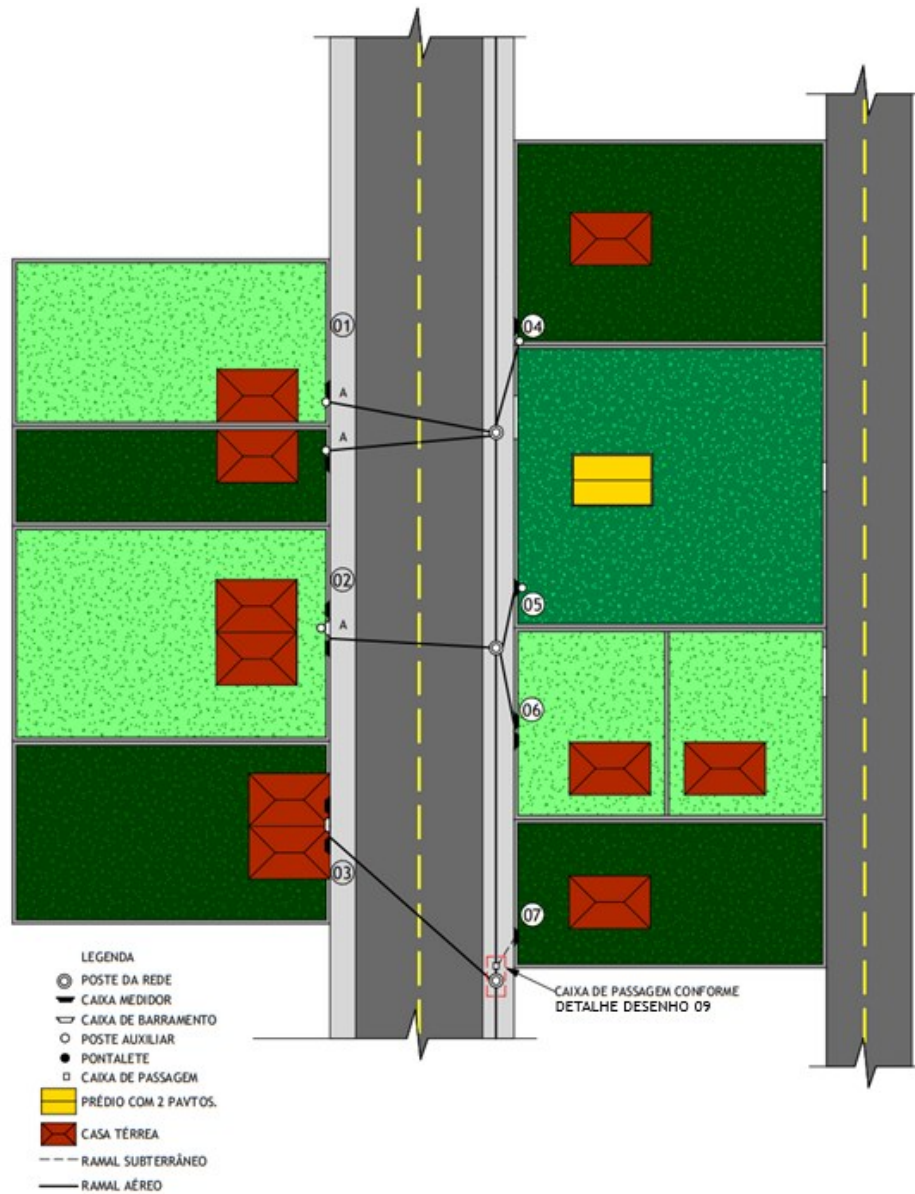 01
04
A
A
02
05
A
06
03
07
CAIXA DE PASSAGEM CONFORME
DETALHE DESENHO 09
LEGENDA
POSTE DA REDE
CAIXA MEDIDOR
CAIXA DE BARRAMENTO
POSTE AUXILIAR
PONTALETE
CAIXA DE PASSAGEM
PRÉDIO COM 2 PAVTOS.
CASA TÉRREA
RAMAL SUBTERRÂNEO
RAMAL AÉREO